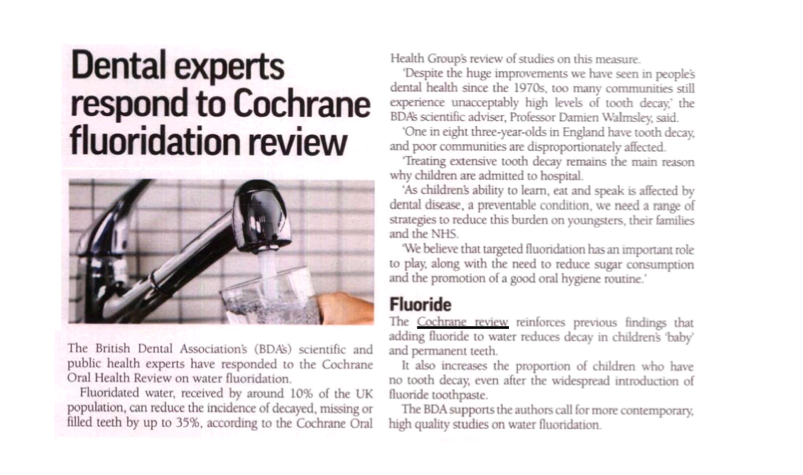 Dental experts
respond to Cochrane
fluoridation review
The British Dental Association's (BDA's) scientific and
public health experts have responded to the Cochrane
Oral Health Review on water fluoridation.
Fluoridated water, received by around 10% of the UK
population, can reduce the incidence of decayed, missing or
filled teeth by up to 35%, according to the Cochrane Oral
Health Group's review of studies on this measure.
'Despite the huge improvements we have seen in people's
dental health since the 1970s, too many communities still
experience unacceptably high levels of tooth decay,' the
BDA's scientific adviser, Professor Damien Walmsley, said.
'One in eight three-year-olds in England have tooth decay,
and poor communities are disproportionately affected.
'Treating extensive tooth decay remains the main reason
why children are admitted to hospital.
'As children's ability to learn, eat and speak is affected by
dental disease, a preventable condition, we need a range of
strategies to reduce this burden on youngsters, their families
and the NHS.
'We believe that targeted fluoridation has an important role
to play, along with the need to reduce sugar consumption
and the promotion of a good oral hygiene routine.'
Fluoride
The Cochrane review reinforces previous findings that
adding fluoride to water reduces decay in children's 'baby'
and permanent teeth.
It also increases the proportion of children who have
no tooth decay, even after the widespread introduction of
fluoride toothpaste.
The BDA supports the authors call for more contemporary,
high quality studies on water fluoridation.